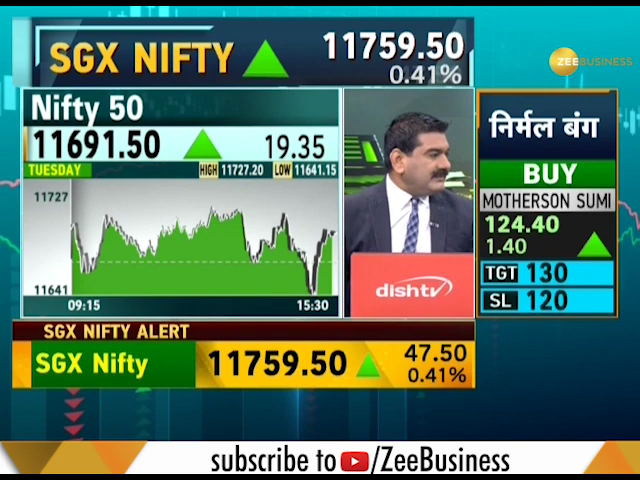 SGX NIFTY 11759.50
0.41%
ZEEBUSINESS
Nifty 50
11691.50 19.35
TUESDAY HIGH 11727.20 LOW 11641.15
11727
11641
09:15 15:30
dishtv
निर्मल बंग
BUY
MOTHERSON SUMI
124.40
1.40
TGT 130
SL 120
SGX NIFTY ALERT
SGX Nifty 11759.50 47.50
0.41%
subscribe to /ZeeBusiness